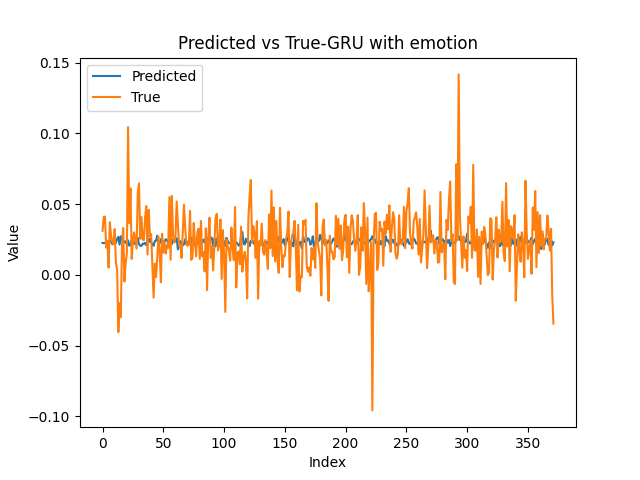 Predicted vs True-GRU with emotion
Predicted
True
Value
0.15
0.10
0.05
0.00
−0.05
−0.10
0 50 100 150 200 250 300 350
Index